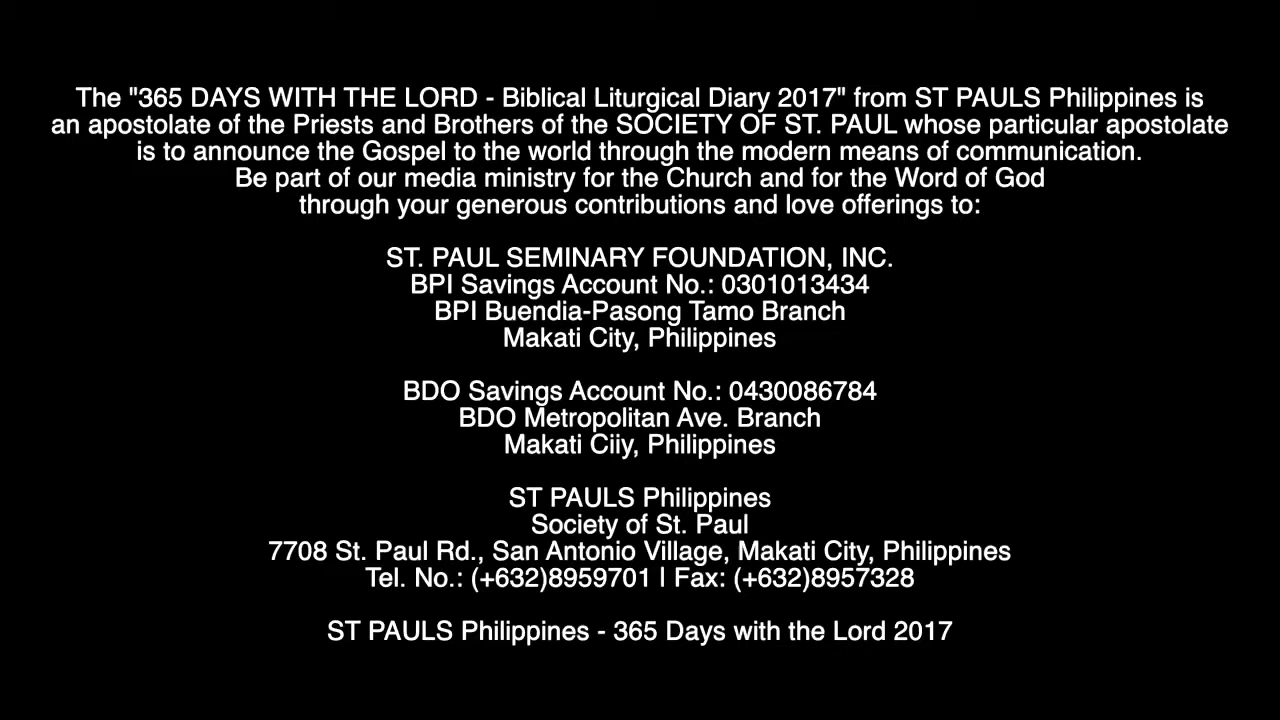 The "365 DAYS WITH THE LORD - Biblical Liturgical Diary 2017" from ST PAULS Philippines is
an apostolate of the Priests and Brothers of the SOCIETY OF ST. PAUL whose particular apostolate
is to announce the Gospel to the world through the modern means of communication.
Be part of our media ministry for the Church and for the Word of God
through your generous contributions and love offerings to:
ST. PAUL SEMINARY FOUNDATION, INC.
BPI Savings Account No.: 0301013434
BPI Buendia-Pasong Tamo Branch
Makati City, Philippines
BDO Savings Account No.: 0430086784
BDO Metropolitan Ave. Branch
Makati Ciiy, Philippines
ST PAULS Philippines
Society of St. Paul
7708 St. Paul Rd., San Antonio Village, Makati City, Philippines
Tel. No.: (+632)8959701 | Fax: (+632)8957328
ST PAULS Philippines - 365 Days with the Lord 2017